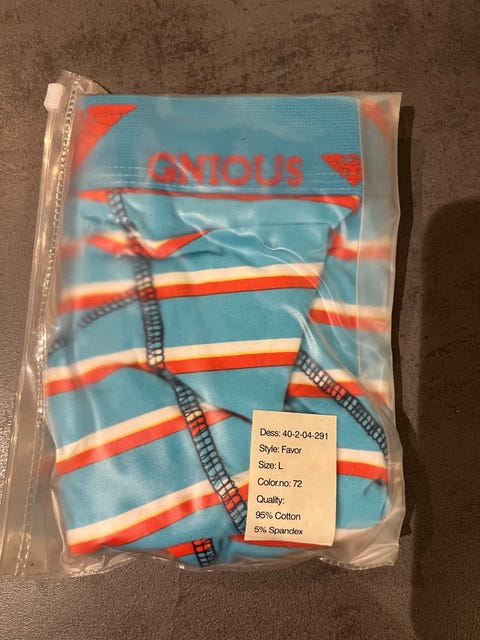 GNIOUS
Dess: 40-2-04-291
Style: Favor
Size: L
Color.no: 72
Quality:
95% Cotton
5% Spandex